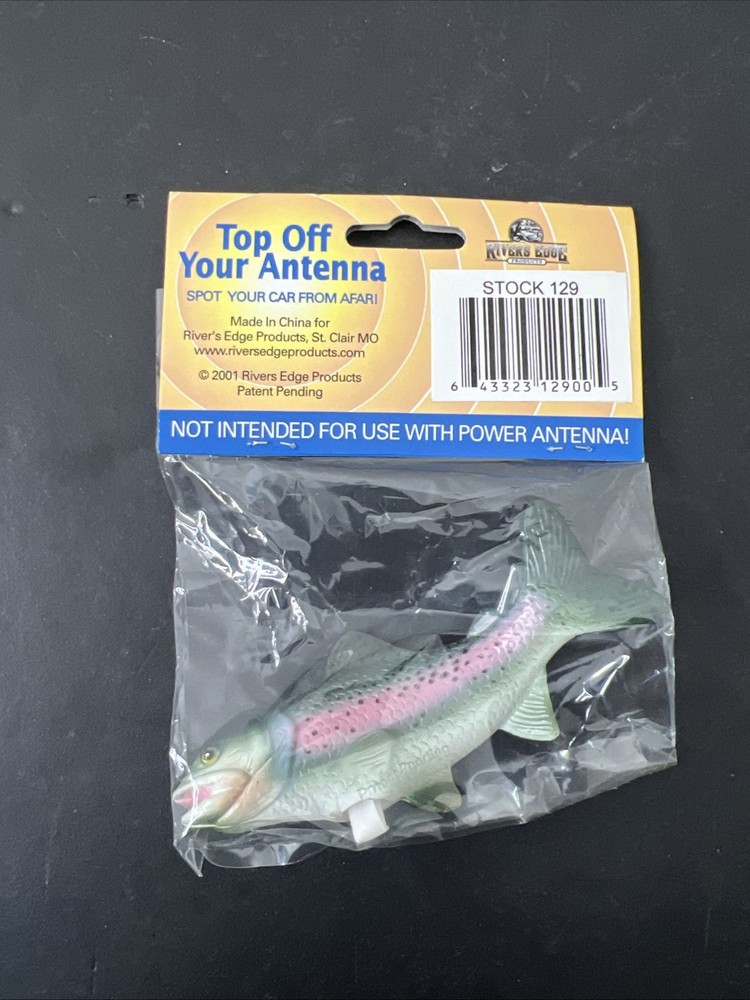 Top Off
Your Antenna
SPOT YOUR CAR FROM AFAR!
Made In China for
River's Edge Products, St. Clair MO
www.riversedgeproducts.com
© 2001 Rivers Edge Products
Patent Pending
RIVERS EDGE
PRODUCTS
STOCK 129
6 43323 12900 5
NOT INTENDED FOR USE WITH POWER ANTENNA!